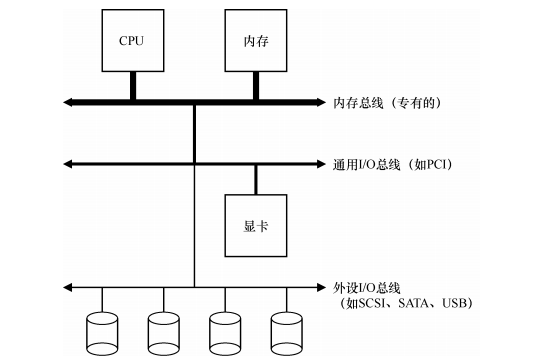 CPU
内存
内存总线（专有的）
通用I/O总线（如PCI）
显卡
外设I/O总线
（如SCSI、SATA、USB）